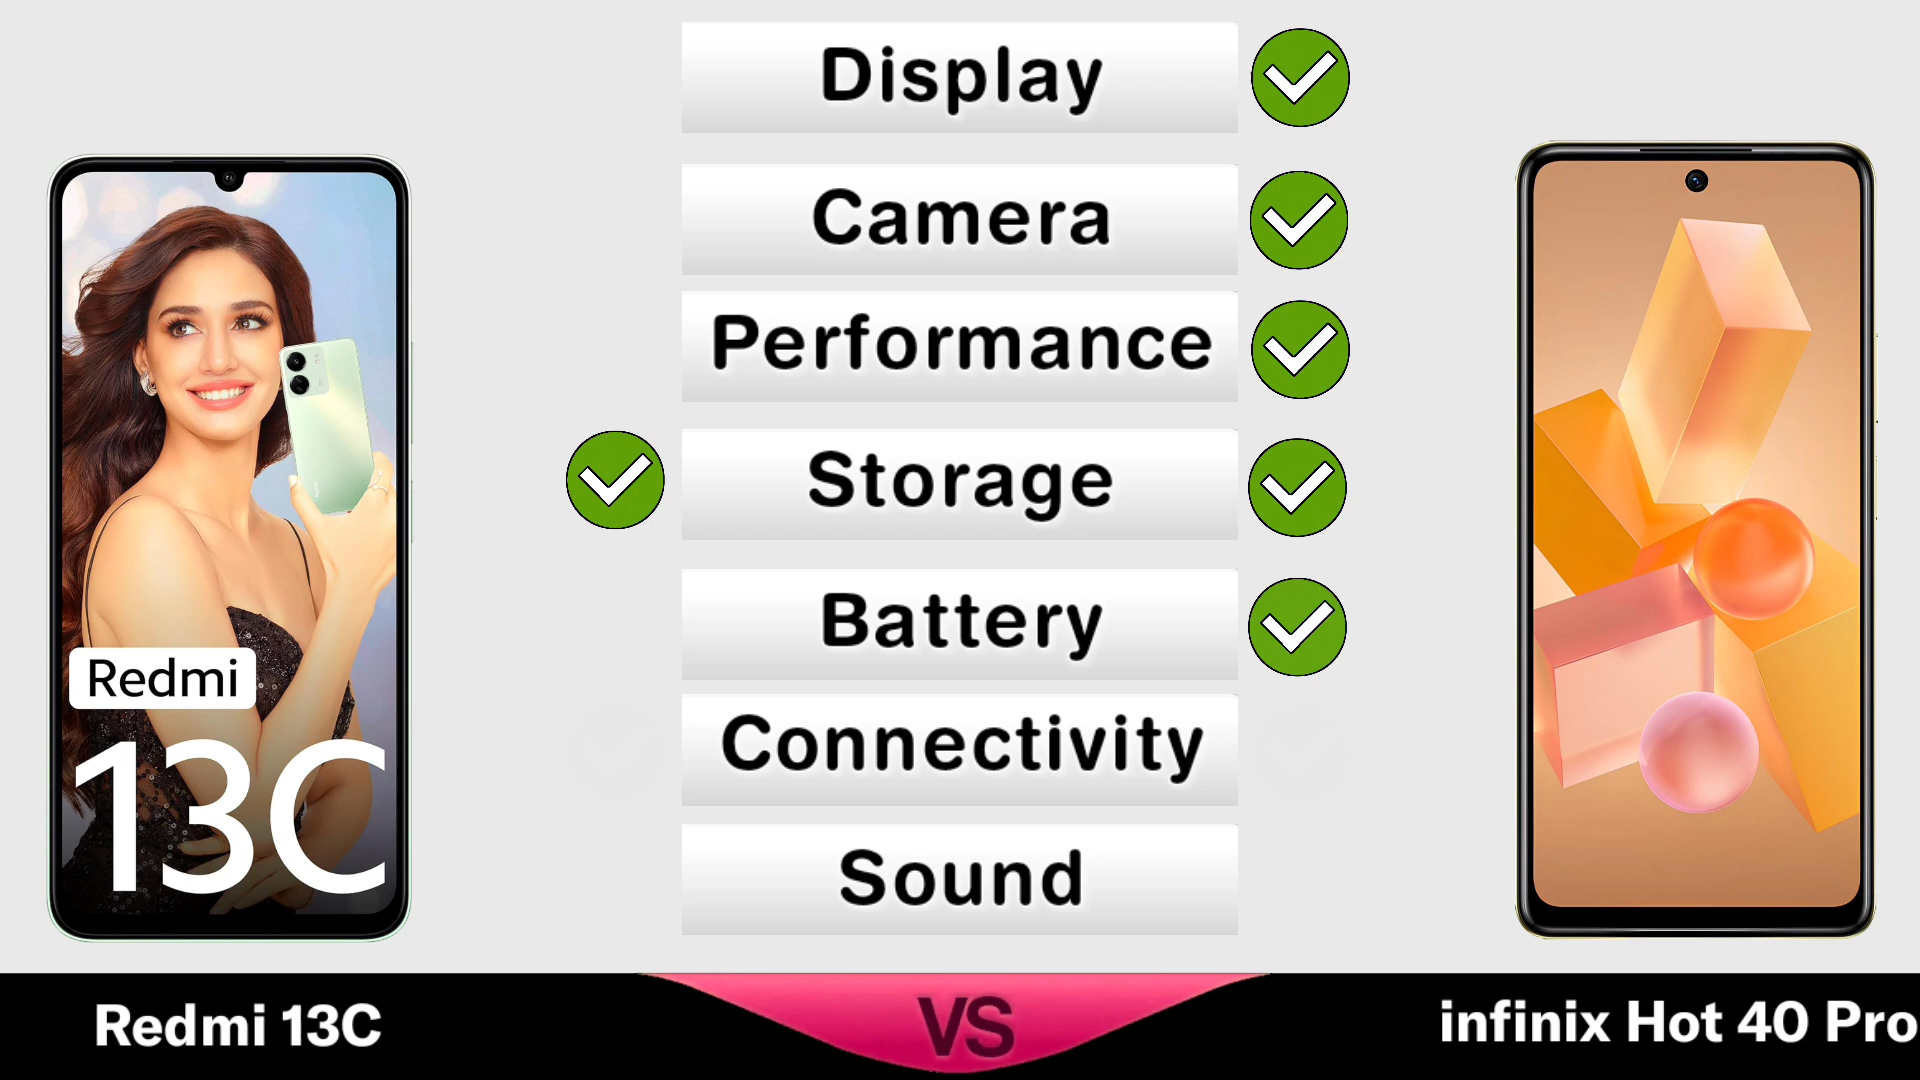 Display
Camera
Performance
Storage
Battery
Connectivity
Sound
Redmi
13C
Redmi 13C
VS
infinix Hot 40 Pro